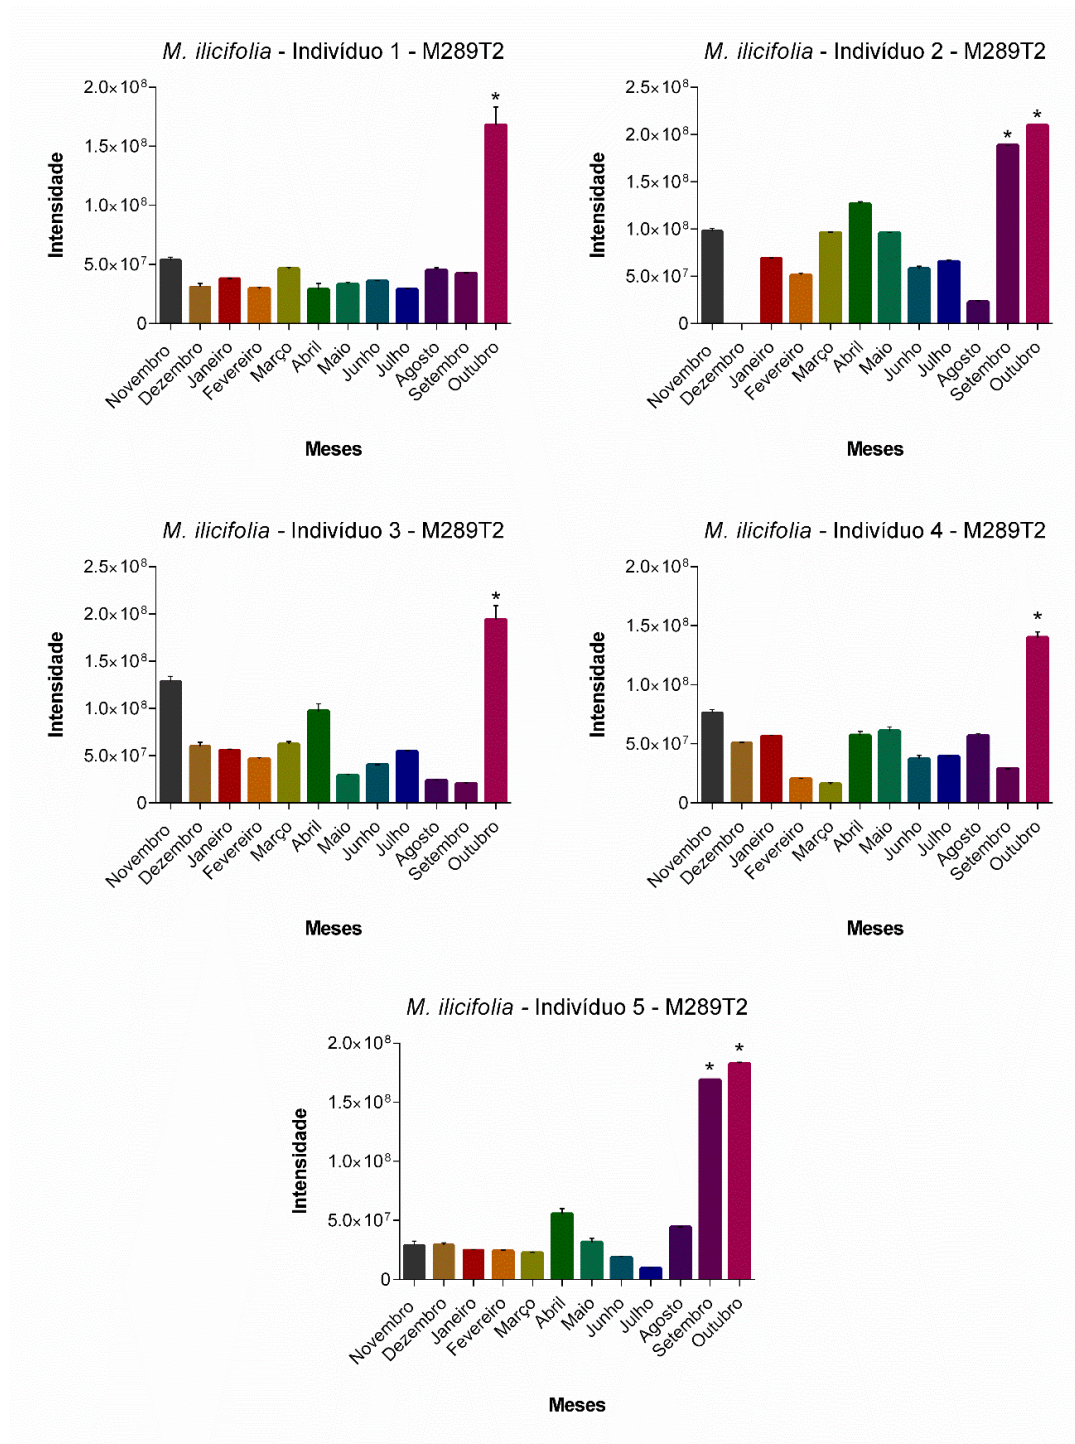 M. ilicifolia - Indivíduo 1 - M289T2
2.0×10⁸
1.5×10⁸
1.0×10⁸
5.0×10⁷
0
Intensidade
*
Novembro
Dezembro
Janeiro
Fevereiro
Março
Abril
Maio
Junho
Julho
Agosto
Setembro
Outubro
Meses
M. ilicifolia - Indivíduo 2 - M289T2
2.5×10⁸
2.0×10⁸
1.5×10⁸
1.0×10⁸
5.0×10⁷
0
Intensidade
*
*
Novembro
Dezembro
Janeiro
Fevereiro
Março
Abril
Maio
Junho
Julho
Agosto
Setembro
Outubro
Meses
M. ilicifolia - Indivíduo 3 - M289T2
2.5×10⁸
2.0×10⁸
1.5×10⁸
1.0×10⁸
5.0×10⁷
0
Intensidade
*
Novembro
Dezembro
Janeiro
Fevereiro
Março
Abril
Maio
Junho
Julho
Agosto
Setembro
Outubro
Meses
M. ilicifolia - Indivíduo 4 - M289T2
2.0×10⁸
1.5×10⁸
1.0×10⁸
5.0×10⁷
0
Intensidade
*
Novembro
Dezembro
Janeiro
Fevereiro
Março
Abril
Maio
Junho
Julho
Agosto
Setembro
Outubro
Meses
M. ilicifolia - Indivíduo 5 - M289T2
2.0×10⁸
1.5×10⁸
1.0×10⁸
5.0×10⁷
0
Intensidade
*
*
Novembro
Dezembro
Janeiro
Fevereiro
Março
Abril
Maio
Junho
Julho
Agosto
Setembro
Outubro
Meses